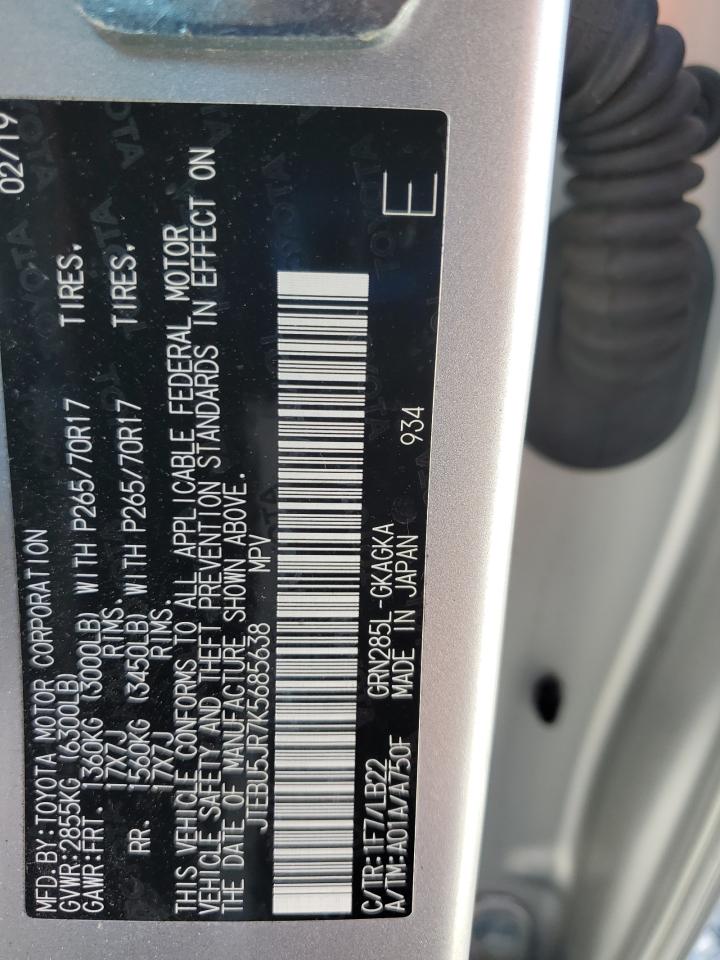 MFD.BY:TOYOTA MOTOR CORPORATION 02/19
GVWR:2855KG (6300LB)
GAWR:FRT. 1360KG (3000LB) WITH P265/70R17 TIRES.
17X7J RIMS.
RR. 1560KG (3450LB) WITH P265/70R17 TIRES.
17X7J RIMS.
THIS VEHICLE CONFORMS TO ALL APPLICABLE FEDERAL MOTOR
VEHICLE SAFETY AND THEFT PREVENTION STANDARDS IN EFFECT ON
THE DATE OF MANUFACTURE SHOWN ABOVE.
JTEBU5JR7K5685638 MPV
C/TR:1F7/LB22 GRN285L-GKAGKA 934 E
A/TM:A01A/A750F MADE IN JAPAN